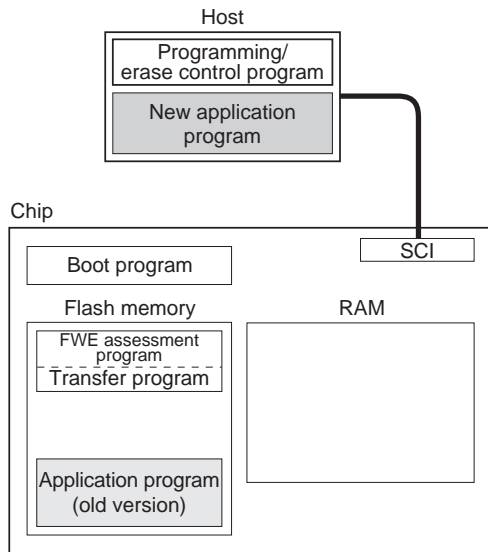 Host
Programming/
erase control program
New application
program
Chip
SCI
Boot program
Flash memory
RAM
FWE assessment
program
Transfer program
Application program
(old version)